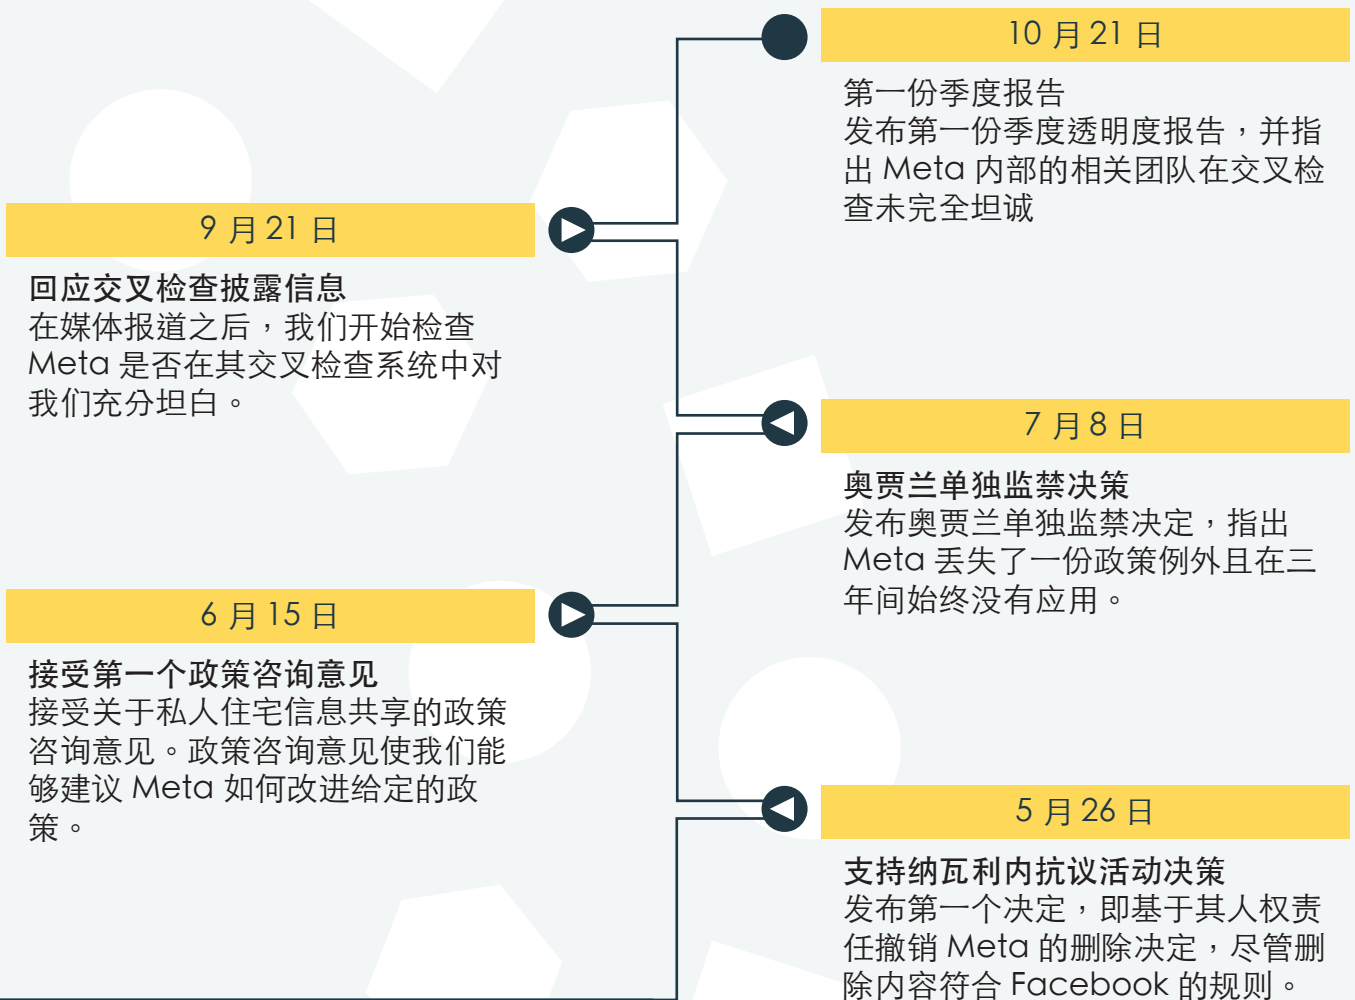 10 月 21 日
第一份季度报告
发布第一份季度透明度报告，并指
出 Meta 内部的相关团队在交叉检
查未完全坦诚
9 月 21 日
回应交叉检查披露信息
在媒体报道之后，我们开始检查
Meta 是否在其交叉检查系统中对
我们充分坦白。
7 月 8 日
奥贾兰单独监禁决策
发布奥贾兰单独监禁决定，指出
Meta 丢失了一份政策例外且在三
年间始终没有应用。
6 月 15 日
接受第一个政策咨询意见
接受关于私人住宅信息共享的政策
咨询意见。政策咨询意见使我们能
够建议 Meta 如何改进给定的政
策。
5 月 26 日
支持纳瓦利内抗议活动决策
发布第一个决定，即基于其人权责
任撤销 Meta 的删除决定，尽管删
除内容符合 Facebook 的规则。